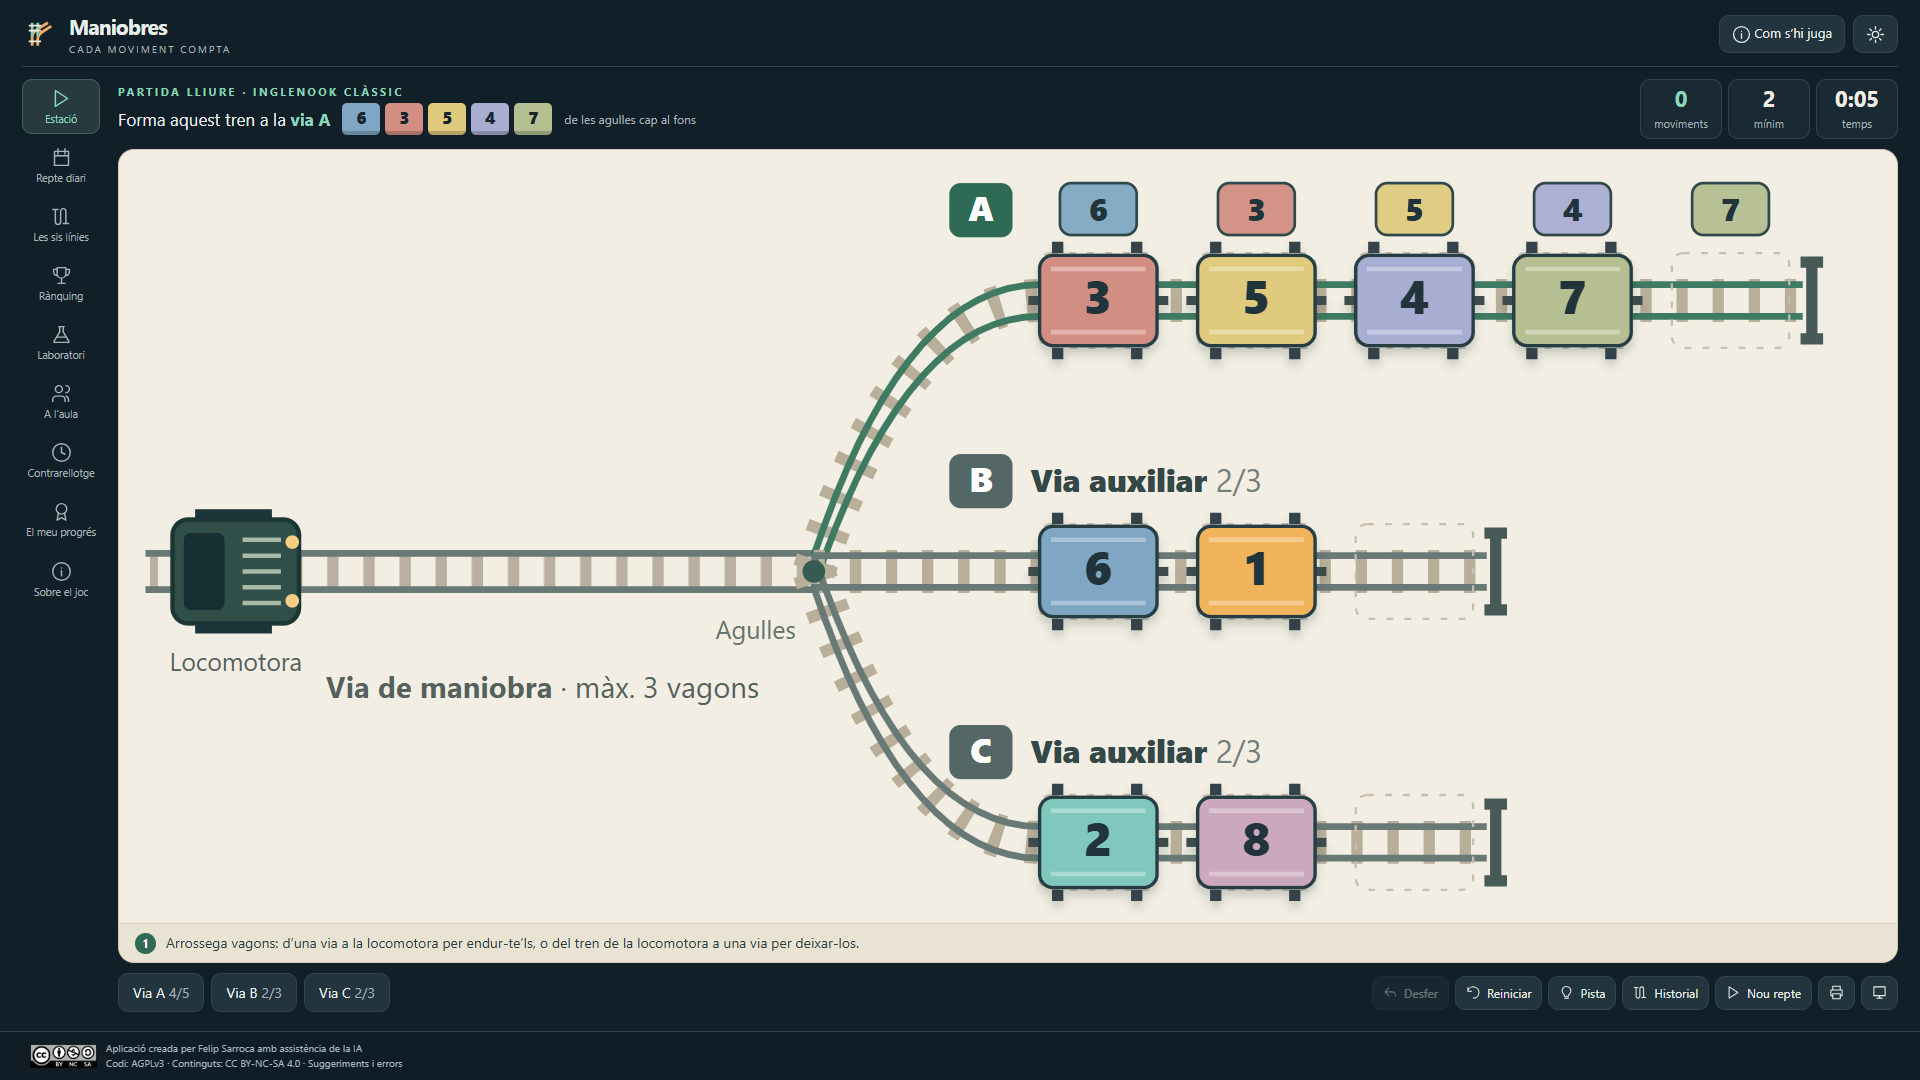 Maniobres
CADA MOVIMENT COMPTA
Com s'hi juga
Estació
Repte diari
Les sis línies
Rànquing
Laboratori
A l'aula
Contrarellotge
El meu progrés
Sobre el joc
PARTIDA LLIURE · INGLENOOK CLÀSSIC
Forma aquest tren a la via A 6 3 5 4 7 de les agulles cap al fons
0 moviments
2 mínim
0:05 temps
A 6 3 5 4 7
3 5 4 7
B Via auxiliar 2/3
6 1
Agulles
Locomotora
Via de maniobra · màx. 3 vagons
C Via auxiliar 2/3
2 8
1 Arrossega vagons: d'una via a la locomotora per endur-te'ls, o del tren de la locomotora a una via per deixar-los.
Via A 4/5
Via B 2/3
Via C 2/3
Desfer
Reiniciar
Pista
Historial
Nou repte
CC BY NC SA
Aplicació creada per Felip Sarroca amb assistència de la IA
Codi: AGPLv3 · Continguts: CC BY-NC-SA 4.0 · Suggeriments i errors